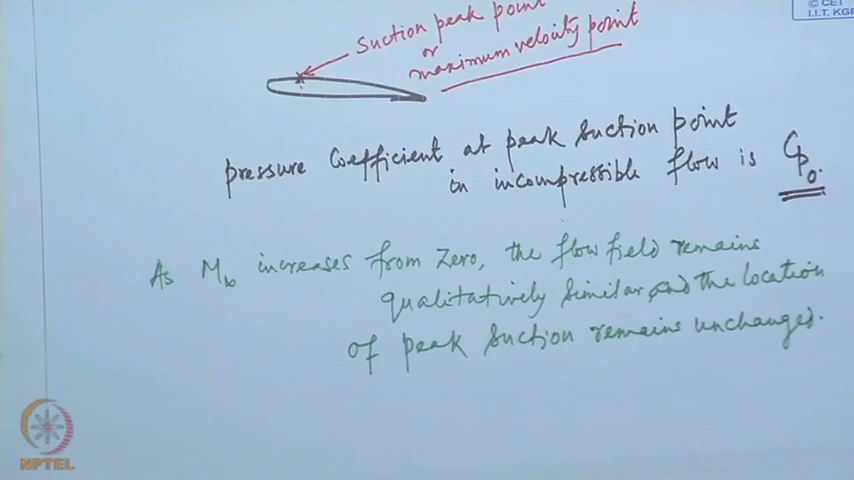 © CET
I.I.T. KGP
Suction peak point
or
maximum velocity point
pressure Coefficient at peak suction point
in incompressible flow is Cp₀.
As M∞ increases from Zero, the flow field remains
qualitatively similar and the location
of peak suction remains unchanged.
NPTEL